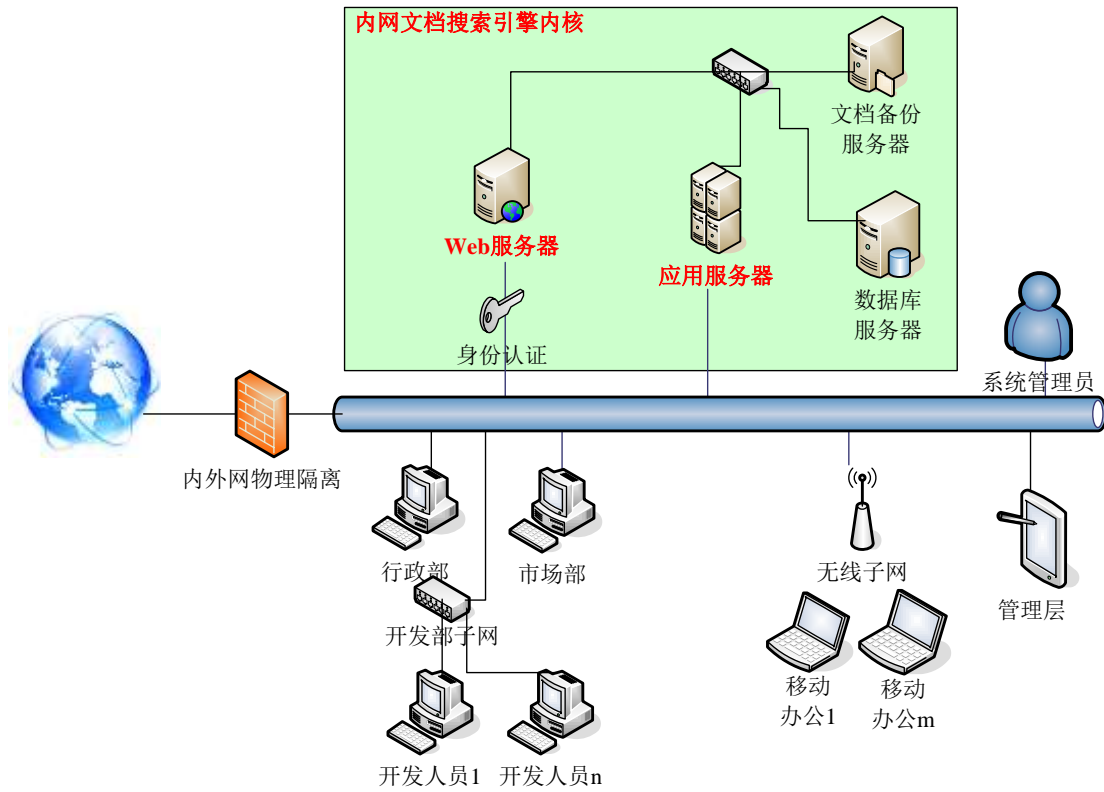 内网文档搜索引擎内核
文档备份
服务器
Web服务器
应用服务器
数据库
服务器
身份认证
系统管理员
内外网物理隔离
行政部
市场部
无线子网
管理层
开发部子网
移动
办公1
移动
办公m
开发人员1
开发人员n